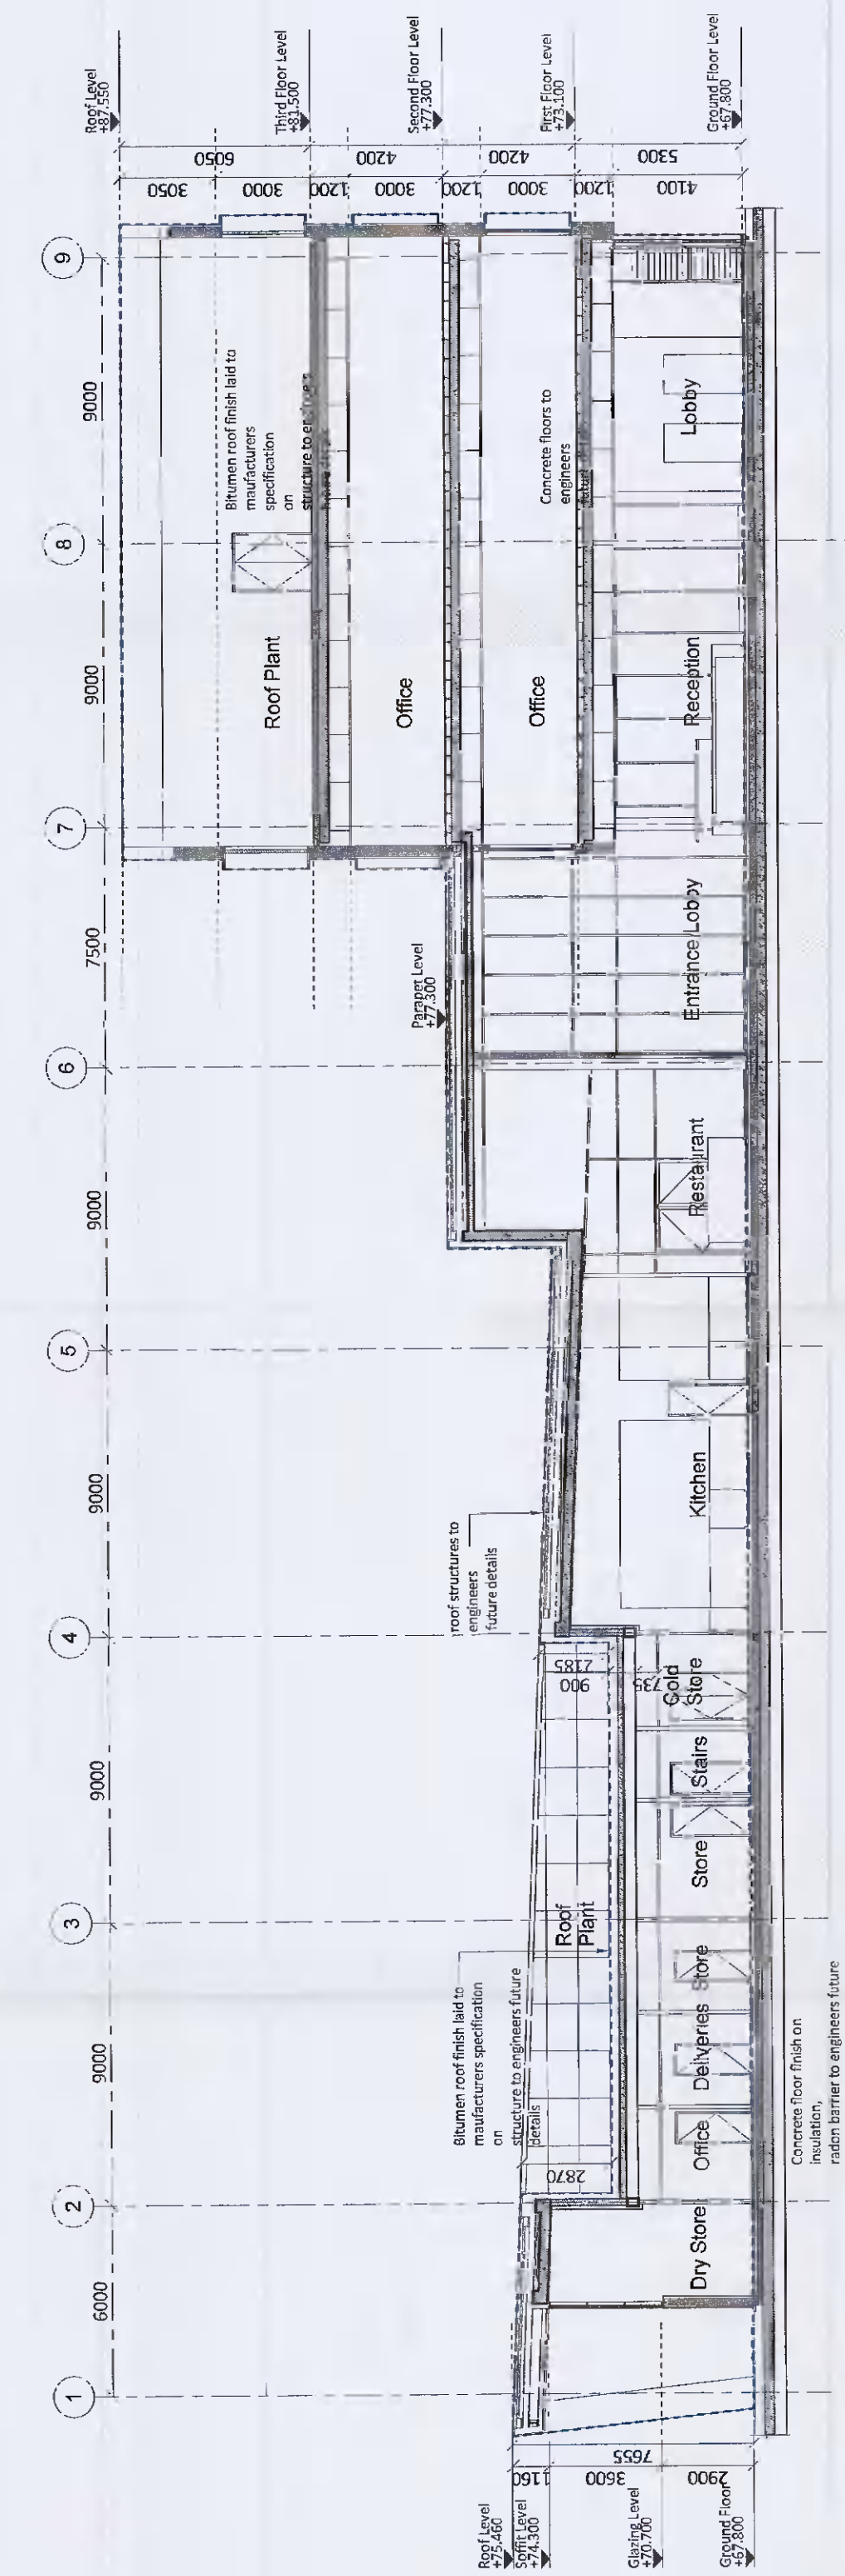 1
2
3
4
5
6
7
8
9
6000
9000
9000
9000
9000
7500
9000
9000
Roof Level
+87.550
Third Floor Level
+81.500
Second Floor Level
+77.300
First Floor Level
+73.100
Ground Floor Level
+67.800
6050
4200
4200
5300
3050
3000
1200
3000
1200
3000
1200
4100
Bitumen roof finish laid to
maufacturers
specification
on
structure to engineers
Roof Plant
Office
Concrete floors to
engineers
future
Office
Parapet Level
+77.300
Entrance Lobby
Reception
Lobby
roof structures to
engineers
future details
Restaurant
Kitchen
Bitumen roof finish laid to
maufacturers specification
on
structure to engineers future
details
Roof
Plant
2870
2185
900
735
Dry Store
Office
Deliveries
Store
Store
Stairs
Cold
Store
Roof Level
+75.460
Soffit Level
+74.300
Glazing Level
+70.700
Ground Floor
+67.800
7655
1160
3600
2900
Concrete floor finish on
insulation,
radon barrier to engineers future